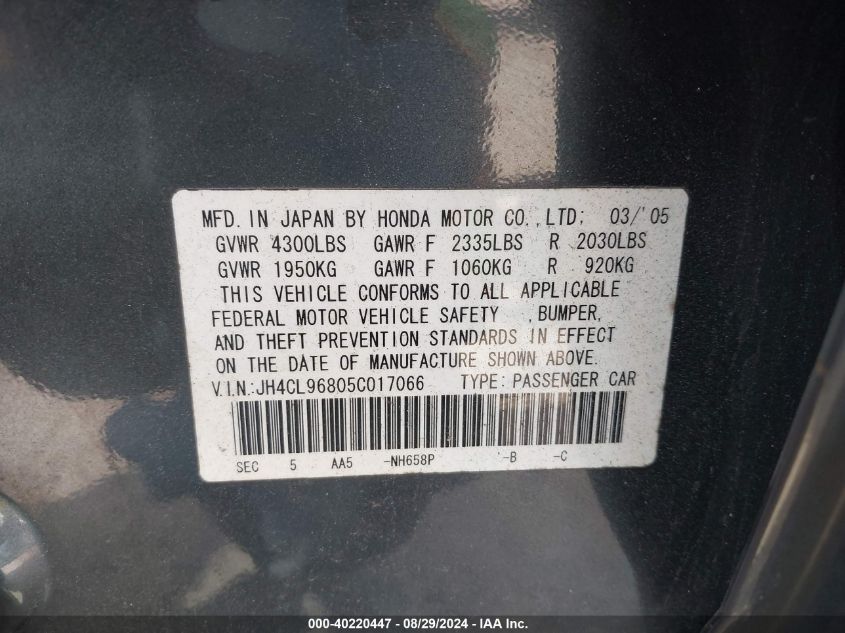 MFD. IN JAPAN BY HONDA MOTOR CO.,LTD; 03/'05
GVWR 4300LBS GAWR F 2335LBS R 2030LBS
GVWR 1950KG GAWR F 1060KG R 920KG
THIS VEHICLE CONFORMS TO ALL APPLICABLE
FEDERAL MOTOR VEHICLE SAFETY ,BUMPER,
AND THEFT PREVENTION STANDARDS IN EFFECT
ON THE DATE OF MANUFACTURE SHOWN ABOVE.
V.I.N.:JH4CL96805C017066 TYPE: PASSENGER CAR
SEC 5 AA5 -NH658P '-B -C
000-40220447 - 08/29/2024 - IAA Inc.